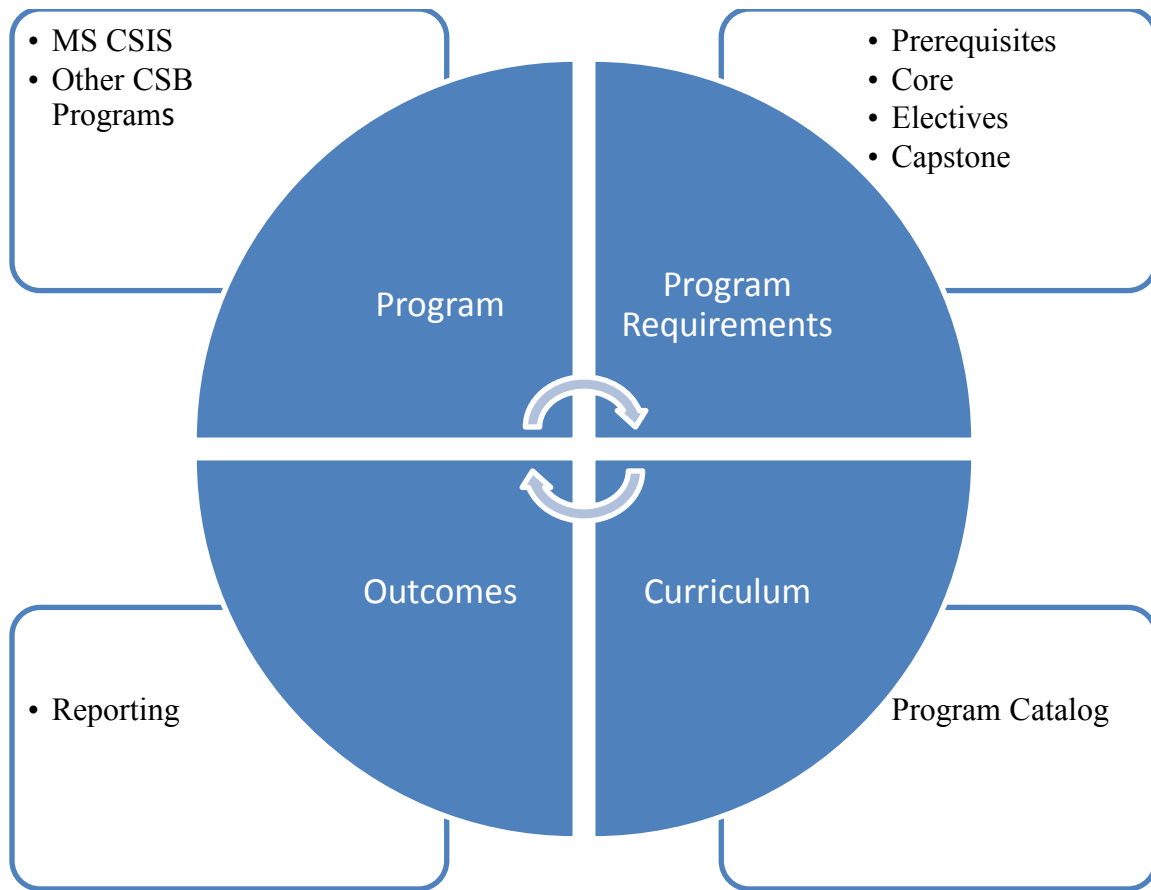 • MS CSIS
• Other CSB
Programs
• Prerequisites
• Core
• Electives
• Capstone
Program
Program
Requirements
Outcomes
Curriculum
• Reporting
Program Catalog